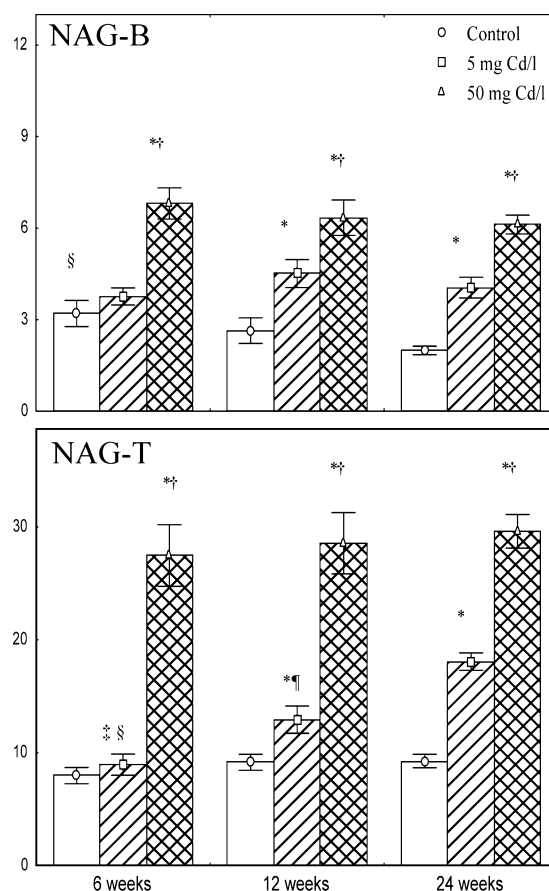 NAG-B
Control
5 mg Cd/l
50 mg Cd/l
12
9
6
3
0
§
*†
*
*†
*
*†
NAG-T
30
20
10
0
‡ §
*†
*¶
*†
*
*†
6 weeks
12 weeks
24 weeks